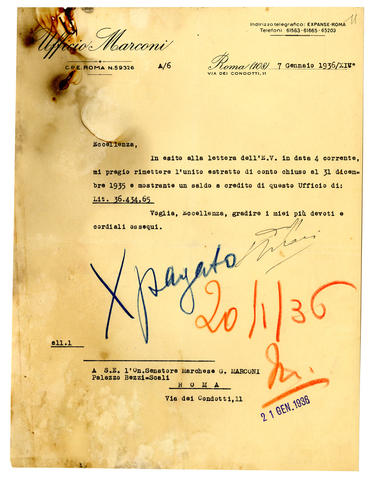 11
Indirizzo telegrafico: EXPANSE-ROMA
Telefoni: 61563-61665-65203
Ufficio Marconi
C.P.E. ROMA N. 59326
A/6
Roma (108) 7 Gennaio 1936/XIV°
VIA DEI CONDOTTI, 11
Eccellenza,
In esito alla lettera dell'E.V. in data 4 corrente,
mi pregio rimettere l'unito estratto di conto chiuso al 31 dicem-
bre 1935 e mostrante un saldo a credito di questo Ufficio di:
Lit. 36.434.65
Voglia, Eccellenza, gradire i miei più devoti e
cordiali ossequi.
X pagato
20/1/36
all.1
A S.E. l'On.Senatore Marchese G. MARCONI
Palazzo Bezzi-Scali
ROMA
Via dei Condotti,11
21 GEN. 1936